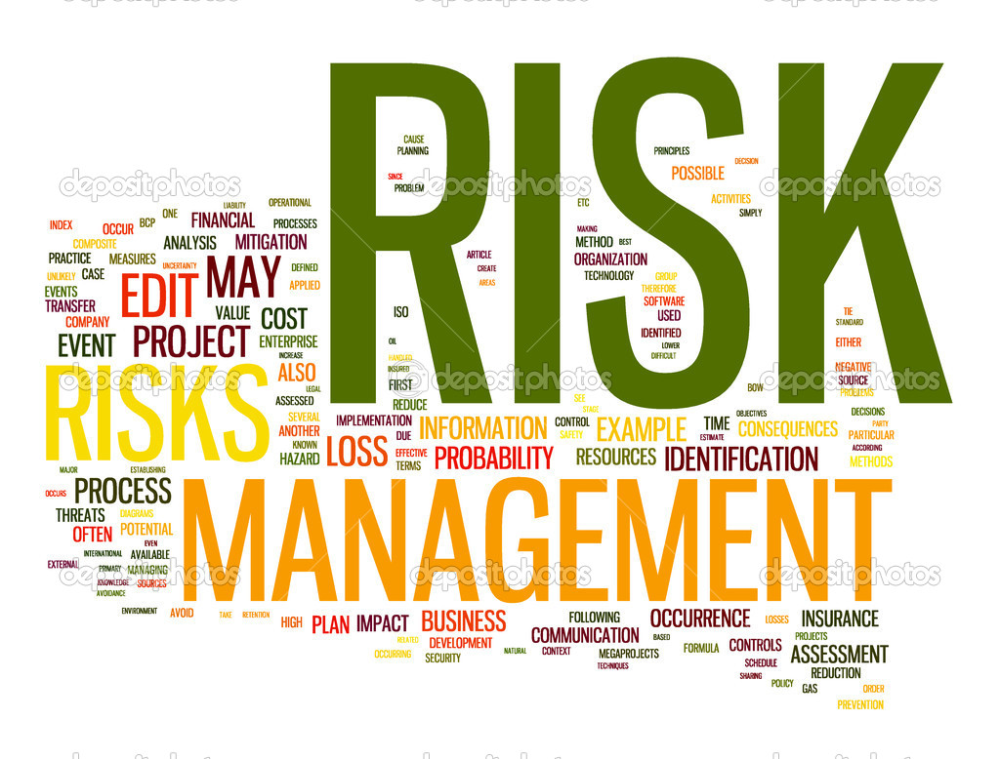 depositphotos depositphotos depositphotos
RISK
CAUSE
PLANNING
SINCE
PROBLEM
PRINCIPLES
DECISION
POSSIBLE
ACTIVITIES
SIMPLY
depositphotos depositphotos depositphotos
ETC
MAKING
METHOD BEST
ORGANIZATION
TECHNOLOGY
GROUP
THEREFORE
SOFTWARE
USED
IDENTIFIED
LOWER
DIFFICULT
ARTICLE
CREATE
AREAS
LIABILITY
OPERATIONAL
INDEX
OCCUR
BCP
ONE
FINANCIAL
PROCESSES
COMPOSITE
ANALYSIS
MITIGATION
PRACTICE
MEASURES
UNCERTAINTY
MAY
DEFINED
UNLIKELY
CASE
EDIT
APPLIED
EVENTS
TRANSFER
VALUE
COST
COMPANY
EVENT
PROJECT
ENTERPRISE
INCREASE
ISO
OIL
HANDLED
INSURED
FIRST
REDUCE
TIE
STANDARD
EITHER
NEGATIVE
SOURCE
POTENTIALS
RISKS
ALSO
LEGAL
ASSESSED
SEVERAL
ANOTHER
KNOWN
HAZARD
depositphotos depositphotos depositphotos
SEE
STAGE
BOW
IMPLEMENTATION
DUE
INFORMATION
CONTROL
SAFETY
EXAMPLE
TIME
ESTIMATE
OBJECTIVES
CONSEQUENCES
DECISIONS
PARTY
PARTICULAR
ACCORDING
METHODS
LOSS
EFFECTIVE
TERMS
PROBABILITY
RESOURCES
IDENTIFICATION
MAJOR
ESTABLISHING
OCCURS
PROCESS
MANAGEMENT
THREATS
DIAGRAMS
OFTEN
POTENTIAL
EVEN
INTERNATIONAL
AVAILABLE
EXTERNAL
PRIMARY
MANAGING
KNOWLEDGE
SOURCES
AVOIDANCE
depositphotos depositphotos depositphotos
ENVIRONMENT
AVOID
TAKE
RETENTION
HIGH
PLAN
IMPACT
BUSINESS
FOLLOWING
OCCURRENCE
LOSSES
INSURANCE
RELATED
DEVELOPMENT
COMMUNICATION
BASED
PROJECTS
OCCURRING
SECURITY
NATURAL
CONTEXT
MEGAPROJECTS
FORMULA
CONTROLS
ASSESSMENT
TECHNIQUES
SCHEDULE
REDUCTION
SHARING
POLICY
GAS
ORDER
PREVENTION